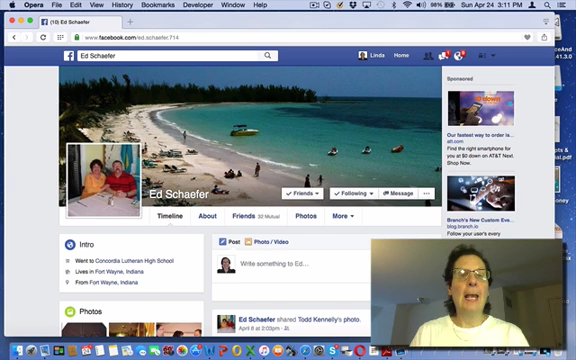 Opera File Edit View History Bookmarks Developer Window Help
98% Sun Apr 24 3:11 PM
(10) Ed Schaefer
www.facebook.com/ed.schaefer.714
Ed Schaefer
Linda Home
Ed Schaefer
Friends Following Message
Timeline About Friends 32 Mutual Photos More
Intro
Went to Concordia Lutheran High School
Lives in Fort Wayne, Indiana
From Fort Wayne, Indiana
Photos
Post Photo / Video
Write something to Ed...
Ed Schaefer shared Todd Kennelly's photo.
April 8 at 2:03pm
Sponsored
Our fastest way to order is...
att.com
Find the right smartphone
for you at $0 down on AT&T Next.
Shop Now.
Branch's New Custom Eve...
blog.branch.io
Follow your user's every